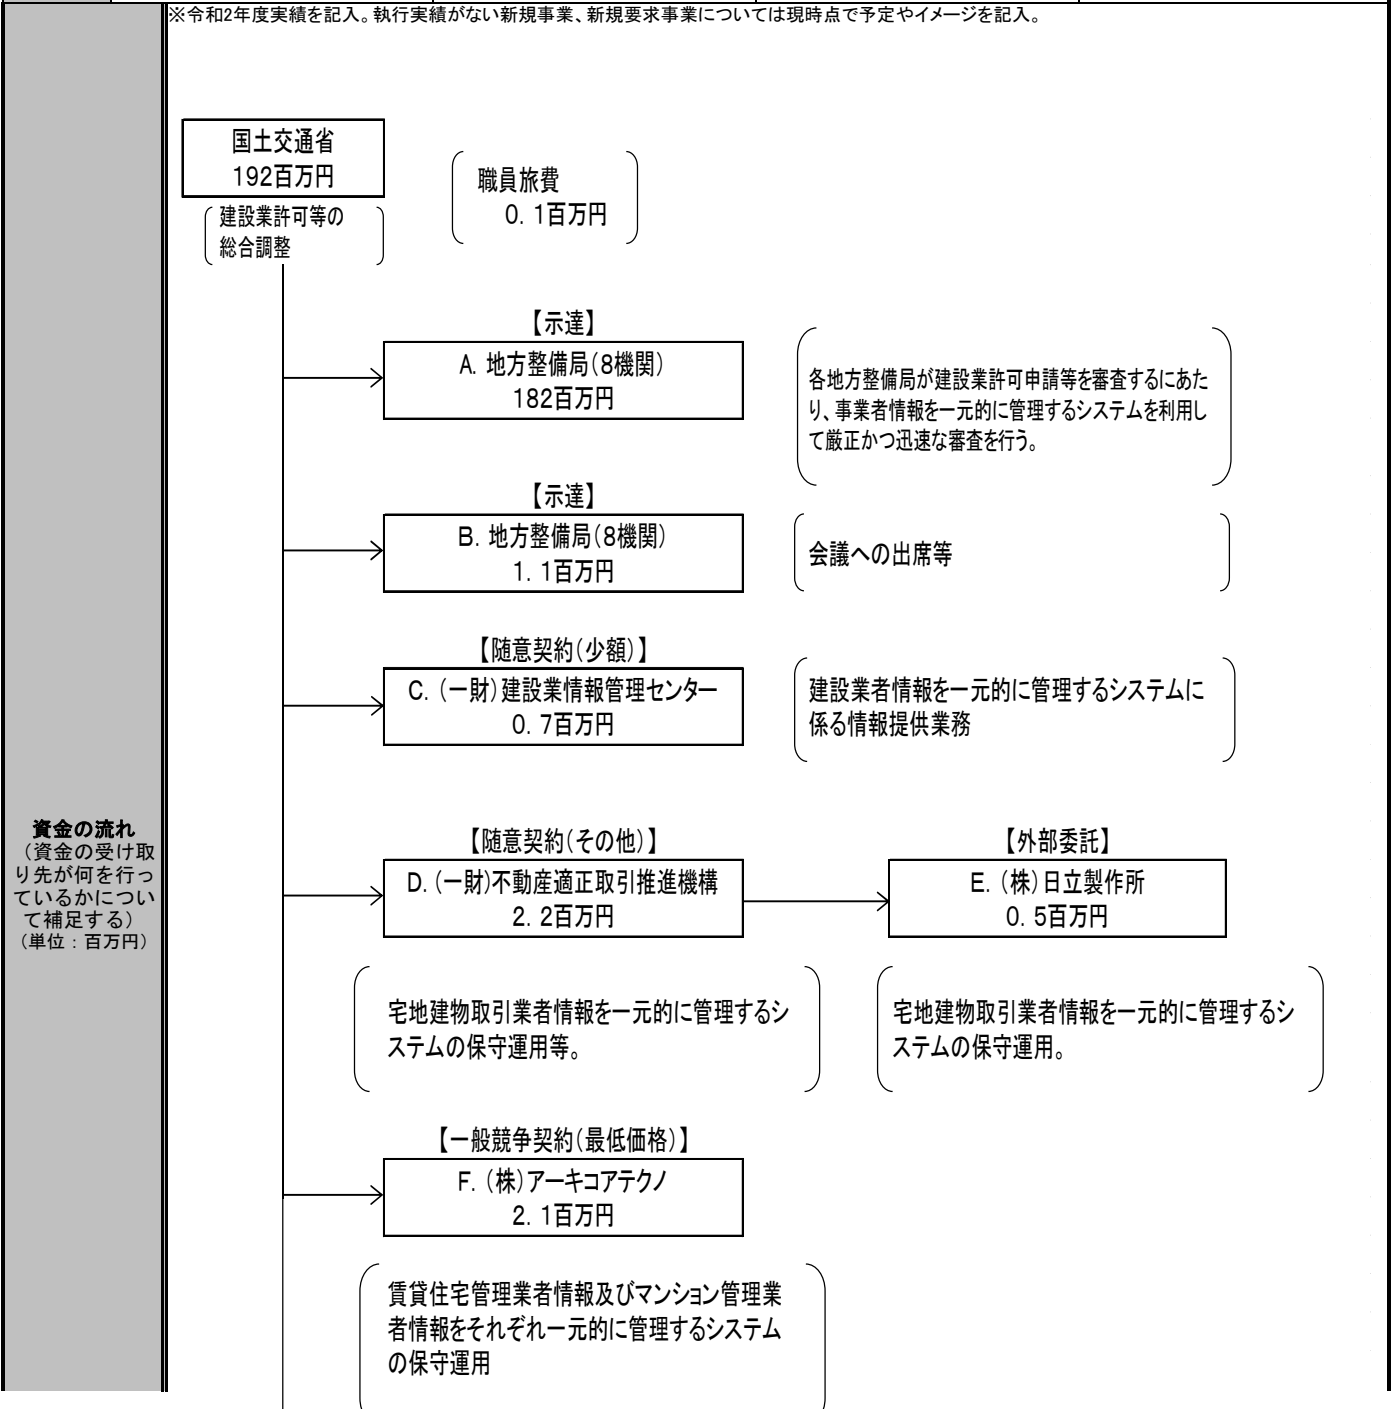 ※令和2年度実績を記入。執行実績がない新規事業、新規要求事業については現時点で予定やイメージを記入。
国土交通省
192百万円
建設業許可等の
総合調整
職員旅費
0．1百万円
【示達】
A．地方整備局（8機関）
182百万円
各地方整備局が建設業許可申請等を審査するにあた
り、事業者情報を一元的に管理するシステムを利用し
て厳正かつ迅速な審査を行う。
【示達】
B．地方整備局（8機関）
1．1百万円
会議への出席等
【随意契約（少額）】
C．（一財）建設業情報管理センター
0．7百万円
建設業者情報を一元的に管理するシステムに
係る情報提供業務
資金の流れ
（資金の受け取
り先が何を行っ
ているかについ
て補足する）
（単位：百万円）
【随意契約（その他）】
D．（一財）不動産適正取引推進機構
2．2百万円
【外部委託】
E．（株）日立製作所
0．5百万円
宅地建物取引業者情報を一元的に管理するシ
ステムの保守運用等。
宅地建物取引業者情報を一元的に管理するシ
ステムの保守運用。
【一般競争契約（最低価格）】
F．（株）アーキコアテクノ
2．1百万円
賃貸住宅管理業者情報及びマンション管理業
者情報をそれぞれ一元的に管理するシステム
の保守運用